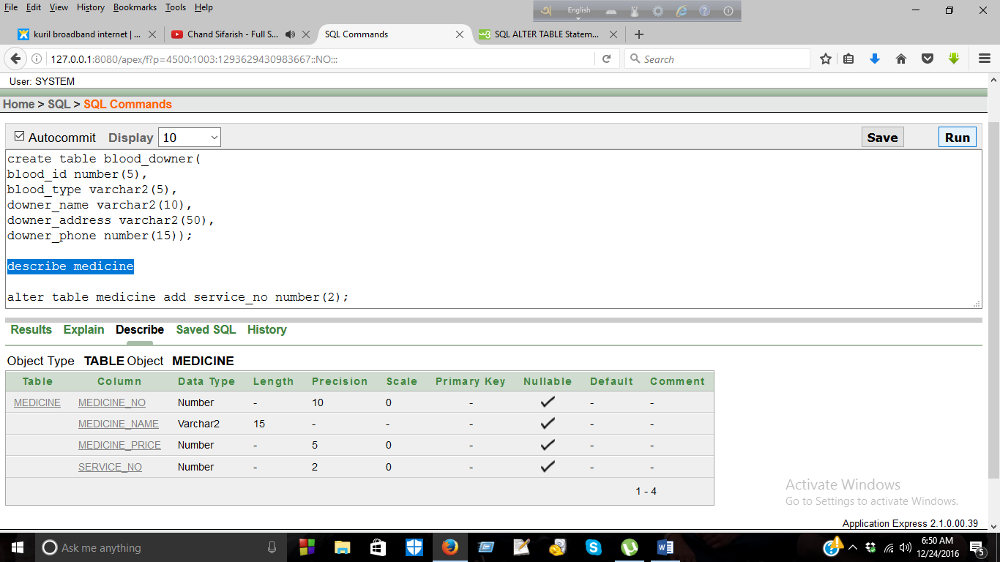 File Edit View History Bookmarks Tools Help
English
kuril broadband internet | ...
Chand Sifarish - Full S...
SQL Commands
SQL ALTER TABLE Statem...
127.0.0.1:8080/apex/f?p=4500:1003:1293629430983667::NO:::
Search
User: SYSTEM
Home > SQL > SQL Commands
Autocommit Display 10 Save Run
create table blood_downer(
blood_id number(5),
blood_type varchar2(5),
downer_name varchar2(10),
downer_address varchar2(50),
downer_phone number(15));
describe medicine
alter table medicine add service_no number(2);
Results Explain Describe Saved SQL History
Object Type TABLE Object MEDICINE
Table Column Data Type Length Precision Scale Primary Key Nullable Default Comment
MEDICINE MEDICINE_NO Number - 10 0 - - -
MEDICINE_NAME Varchar2 15 - - - - -
MEDICINE_PRICE Number - 5 0 - - -
SERVICE_NO Number - 2 0 - - -
1 - 4
Activate Windows
Go to Settings to activate Windows.
Application Express 2.1.0.00.39
Ask me anything
6:50 AM
12/24/2016
5